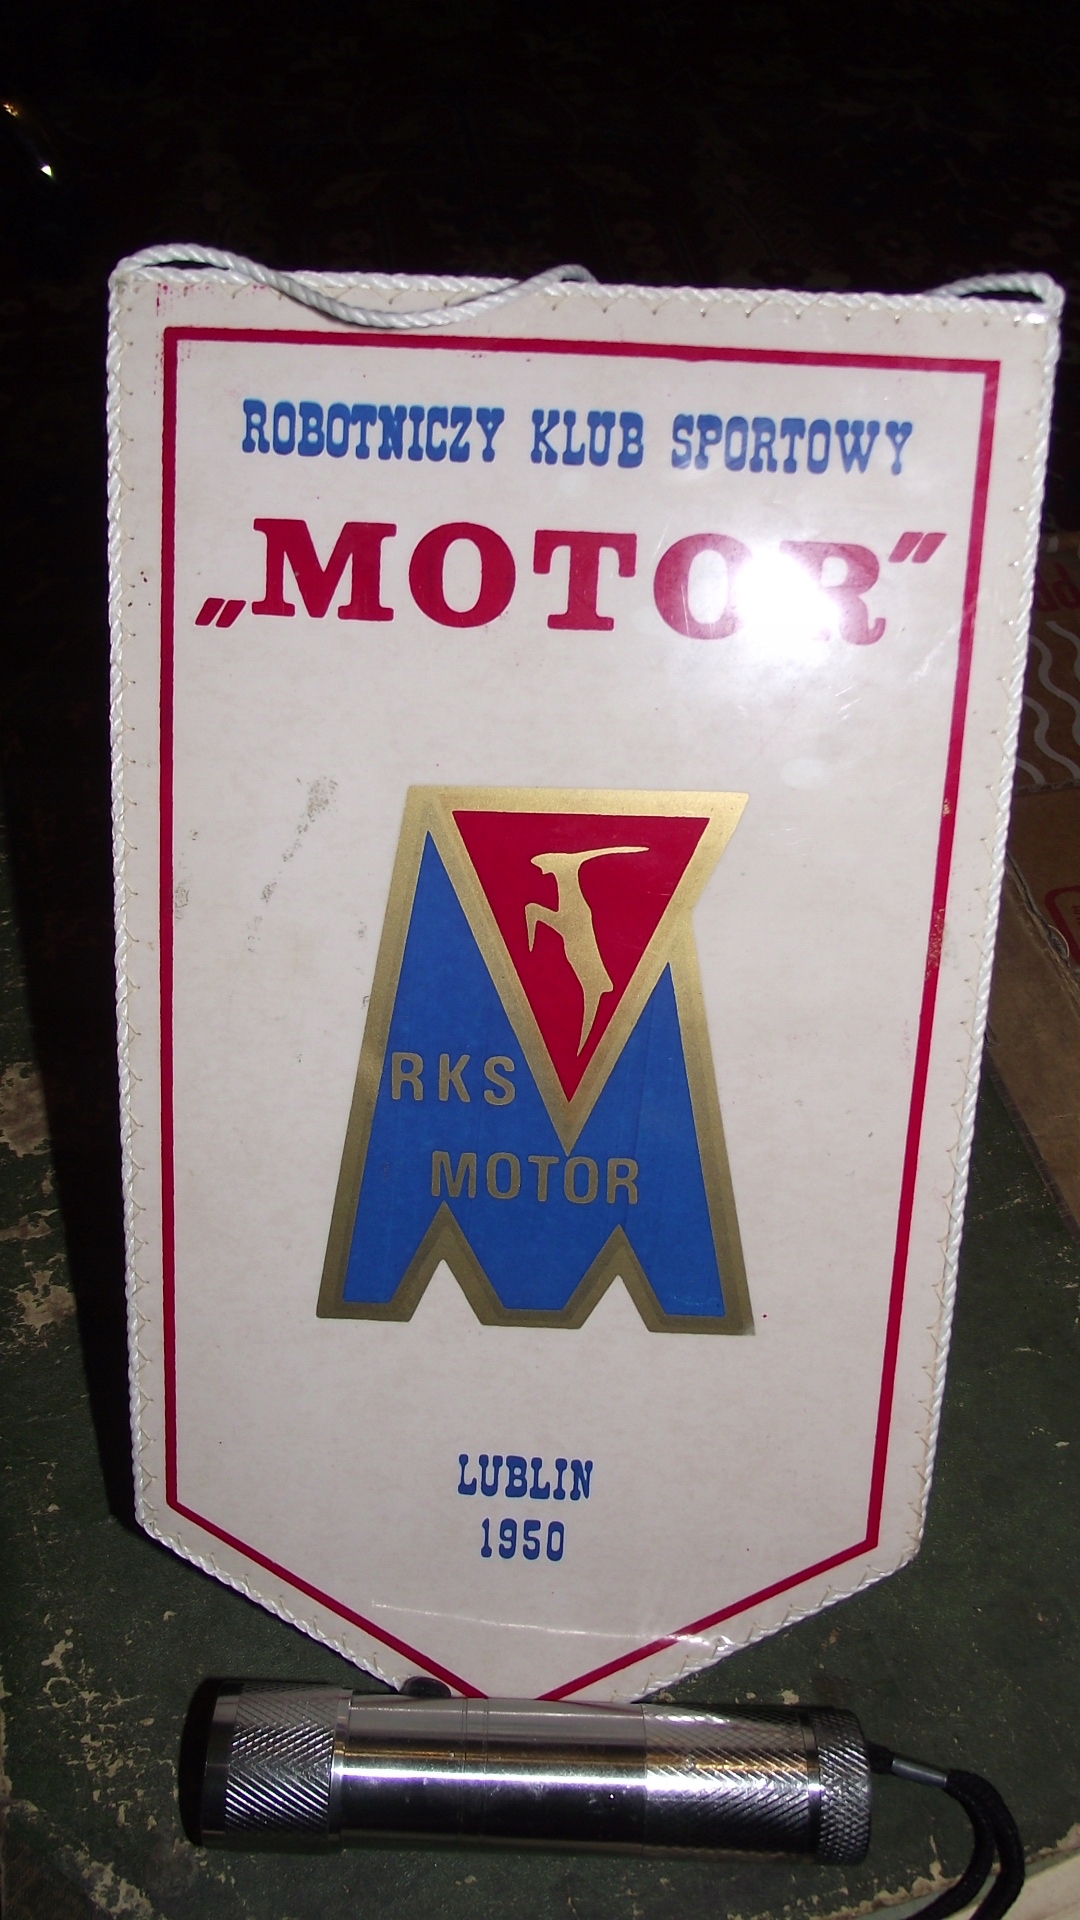 ROBOTNICZY KLUB SPORTOWY
„MOTOR”
RKS
MOTOR
LUBLIN
1950